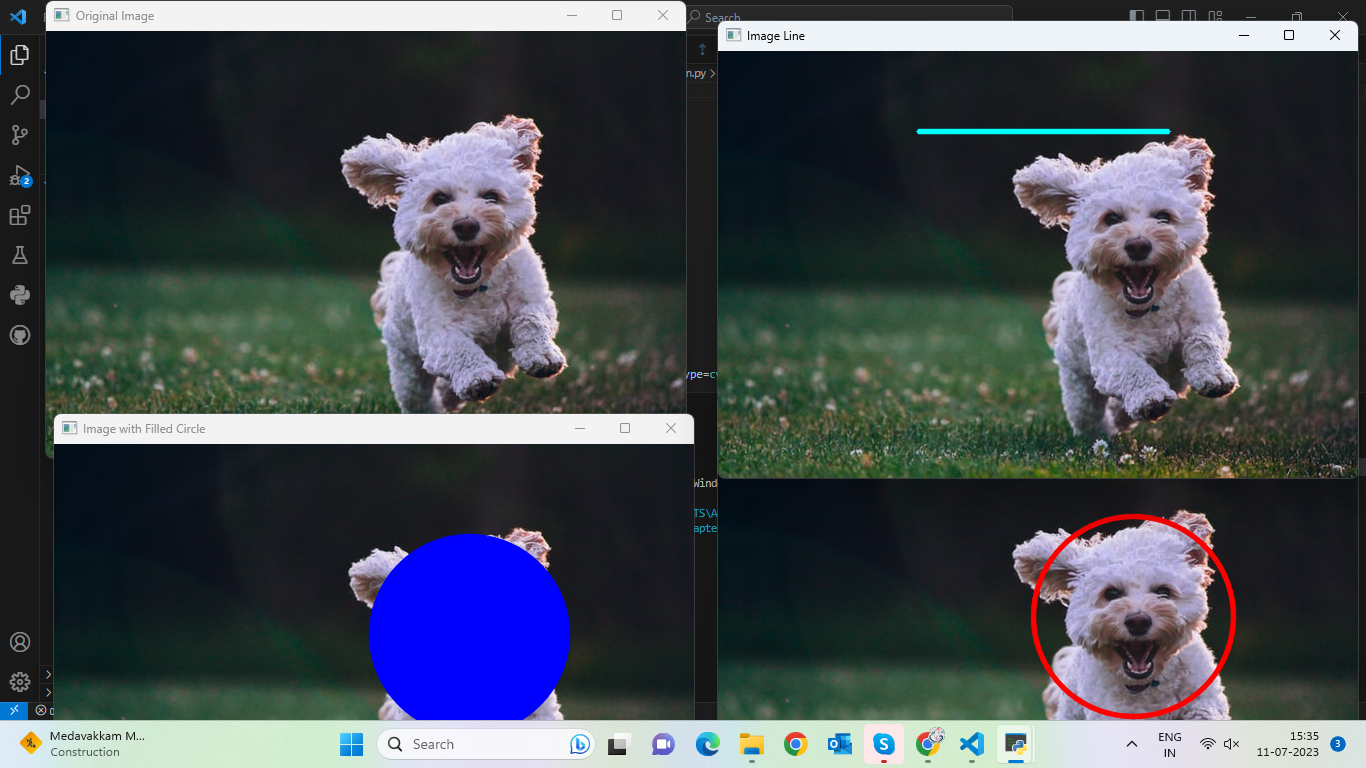 Original Image
Search
Image Line
n.py
2
ype=cv
Image with Filled Circle
Wind
TS\A
apte
0
Medavakkam M...
Construction
Search
ENG
IN
15:35
11-07-2023
3